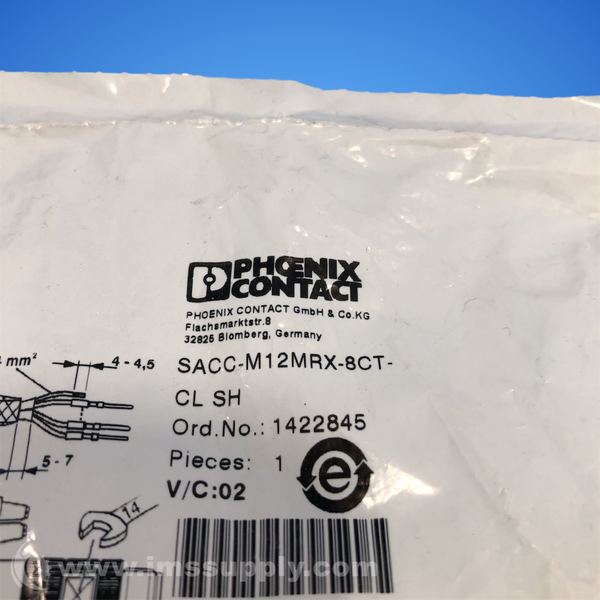 PHOENIX
CONTACT
PHOENIX CONTACT GmbH & Co.KG
Flachsmarktstr.8
32825 Blomberg, Germany
SACC-M12MRX-8CT-
CL SH
Ord.No.: 1422845
Pieces: 1
e
V/C:02
mm²
4 - 4,5
5 - 7
14
www.imssupply.com